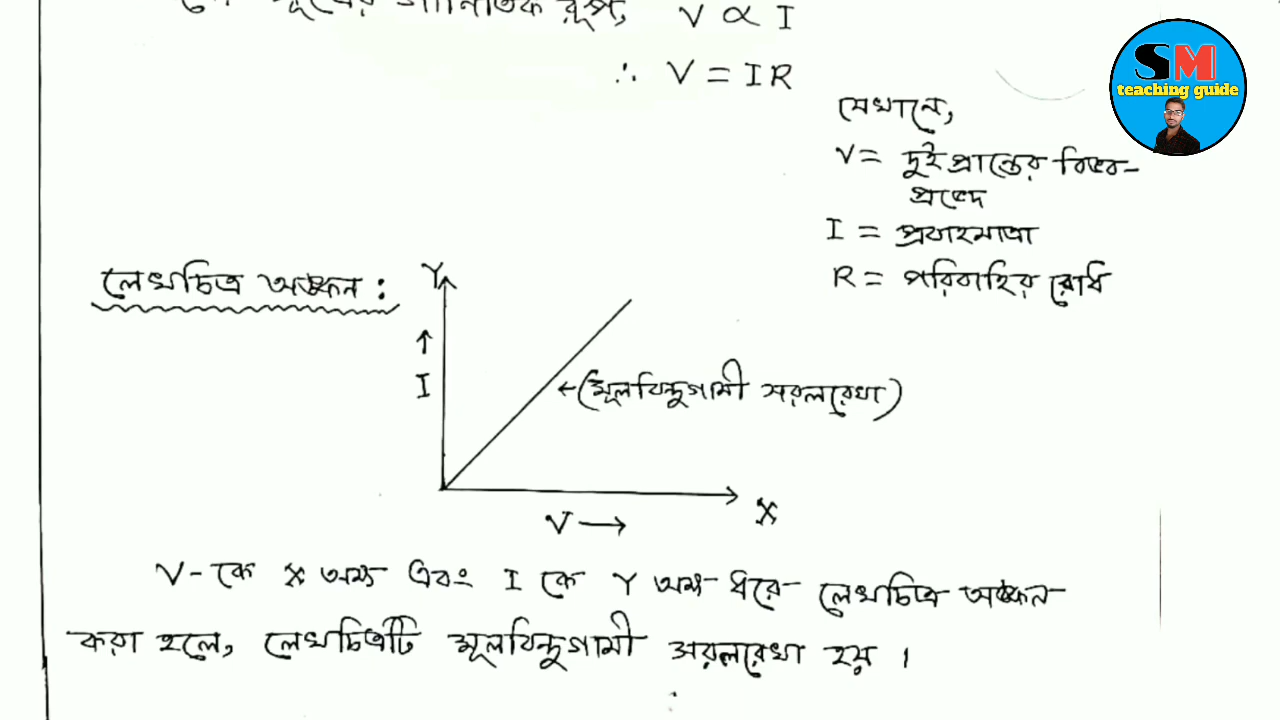 সূত্রের গাণিতিক রূপ, V ∝ I
∴ V = IR
SM
teaching guide
যেখানে,
V = দুই প্রান্তের বিভব-
প্রভেদ
I = প্রবাহমাত্রা
R = পরিবাহির রোধ
লেখচিত্র অঙ্কন :
Y
↑
I
←(মূলবিন্দুগামী সরলরেখা)
X
V →
V-কে X অক্ষ এবং I কে Y অক্ষ ধরে লেখচিত্র অঙ্কন
করা হলে, লেখচিত্রটি মূলবিন্দুগামী সরলরেখা হয় ।